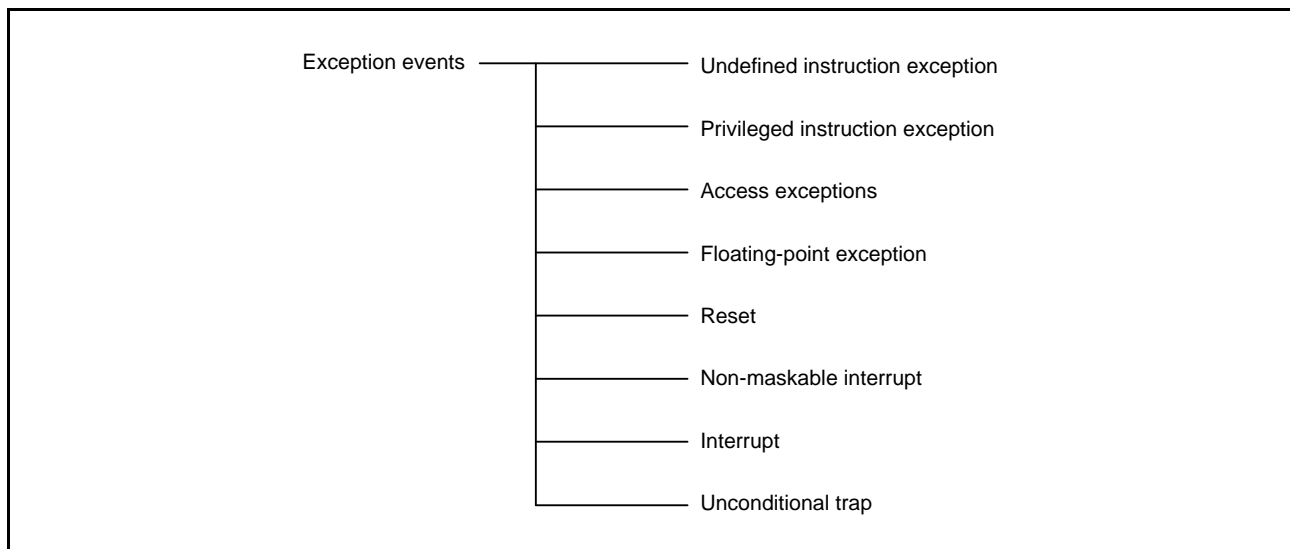 Exception events
Undefined instruction exception
Privileged instruction exception
Access exceptions
Floating-point exception
Reset
Non-maskable interrupt
Interrupt
Unconditional trap